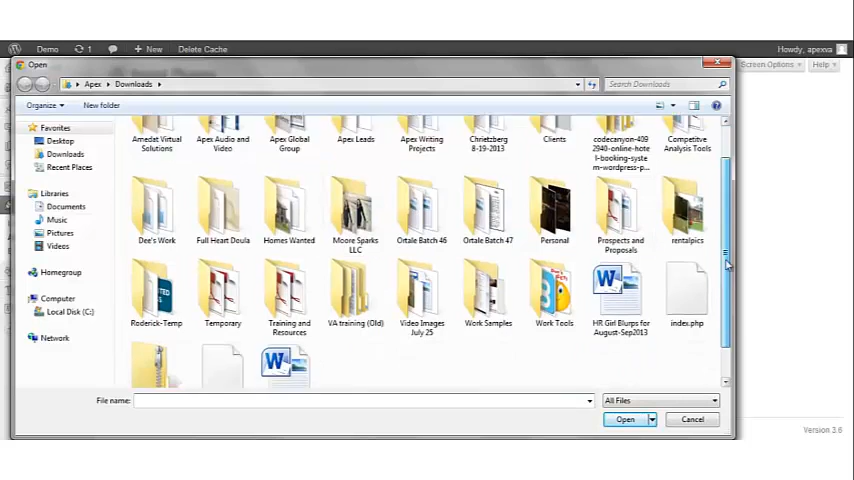 Demo 1 + New Delete Cache Howdy, apexva
Open
Screen Options Help
Apex Downloads Search Downloads
Organize New folder
Favorites
Desktop
Downloads
Recent Places
Libraries
Documents
Music
Pictures
Videos
Homegroup
Computer
Local Disk (C:)
Network
Amedat Virtual Solutions
Apex Audio and Video
Apex Global Group
Apex Leads
Apex Writing Projects
Chrietzberg 8-19-2013
Clients
codecanyon-409
2940-online-hote
l-booking-syste
m-wordpress-p...
Competitive Analysis Tools
Dee's Work
Full Heart Doula
Homes Wanted
Moore Sparks LLC
Ortale Batch 46
Ortale Batch 47
Personal
Prospects and Proposals
rentalpics
Roderick-Temp
Temporary
Training and Resources
VA training (Old)
Video Images July 25
Work Samples
Work Tools
HR Girl Blurps for August-Sep2013
index.php
File name: All Files
Open Cancel
Version 3.6